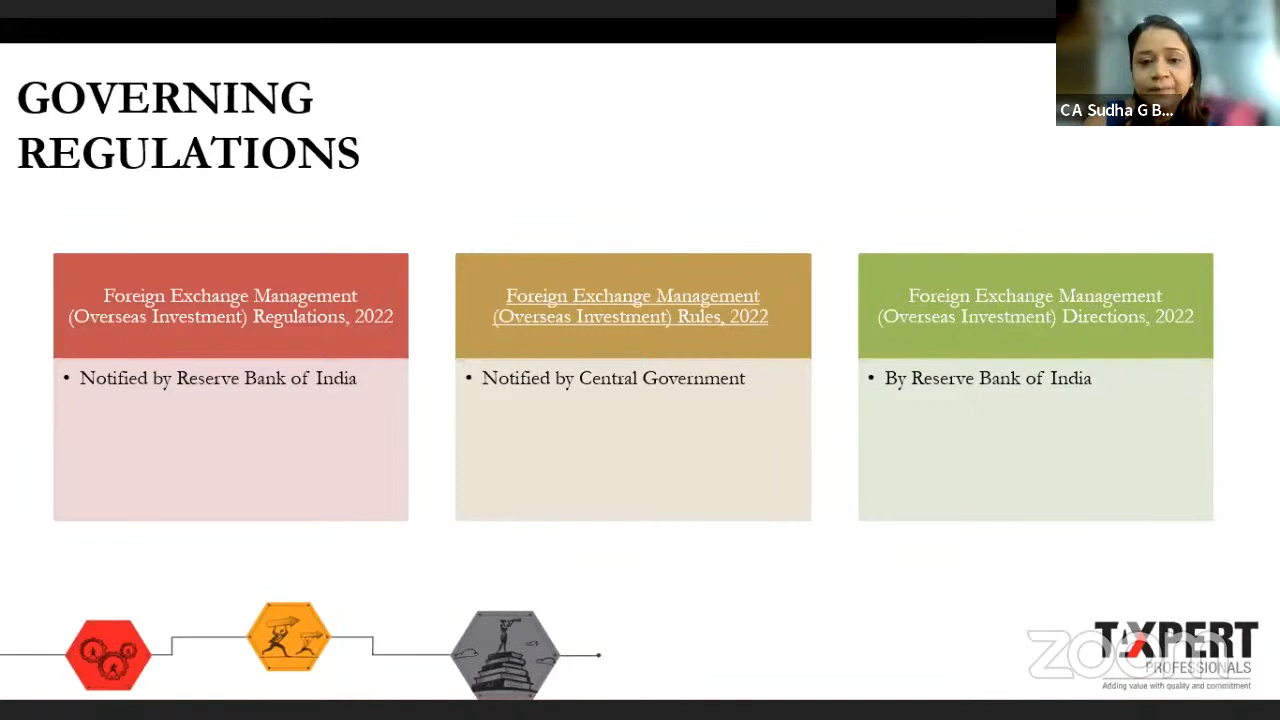 GOVERNING
REGULATIONS
CA Sudha G B...
Foreign Exchange Management
(Overseas Investment) Regulations, 2022
• Notified by Reserve Bank of India
Foreign Exchange Management
(Overseas Investment) Rules, 2022
• Notified by Central Government
Foreign Exchange Management
(Overseas Investment) Directions, 2022
• By Reserve Bank of India
TAXPERT
PROFESSIONALS
Adding value with quality and commitment
zoom